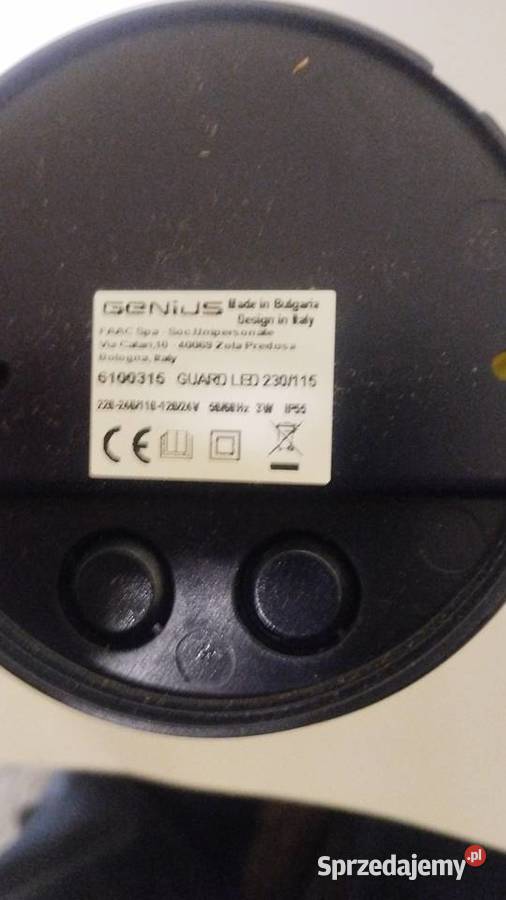 GENIUS Made in Bulgaria
Design in Italy
FAAC Spa - Soc.Unipersonale
Via Calari,10 - 40069 Zola Predosa
Bologna, Italy
6100315 GUARD LED 230/115
220-240/110-120/24V 50/60Hz 3W IP55
CE
Sprzedajemy.pl